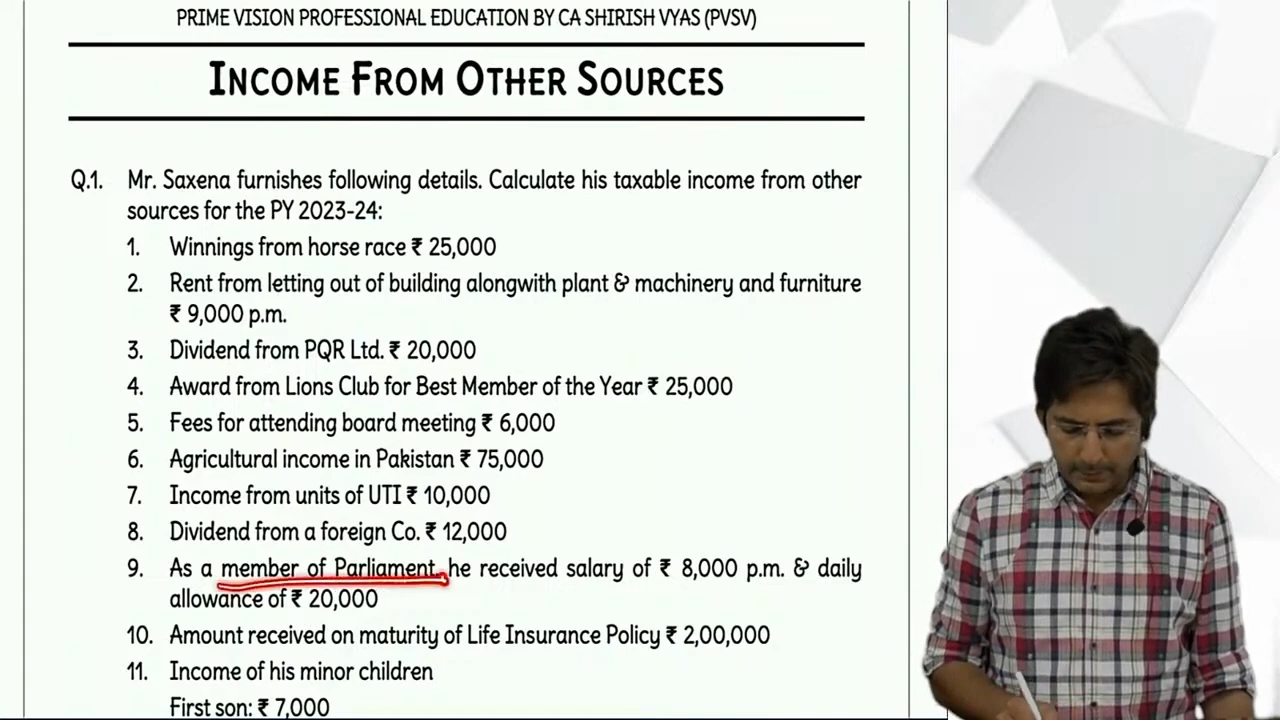 PRIME VISION PROFESSIONAL EDUCATION BY CA SHIRISH VYAS (PVSV)
INCOME FROM OTHER SOURCES
Q.1. Mr. Saxena furnishes following details. Calculate his taxable income from other
sources for the PY 2023-24:
1. Winnings from horse race ₹ 25,000
2. Rent from letting out of building alongwith plant & machinery and furniture
₹ 9,000 p.m.
3. Dividend from PQR Ltd. ₹ 20,000
4. Award from Lions Club for Best Member of the Year ₹ 25,000
5. Fees for attending board meeting ₹ 6,000
6. Agricultural income in Pakistan ₹ 75,000
7. Income from units of UTI ₹ 10,000
8. Dividend from a foreign Co. ₹ 12,000
9. As a member of Parliament, he received salary of ₹ 8,000 p.m. & daily
allowance of ₹ 20,000
10. Amount received on maturity of Life Insurance Policy ₹ 2,00,000
11. Income of his minor children
First son: ₹ 7,000